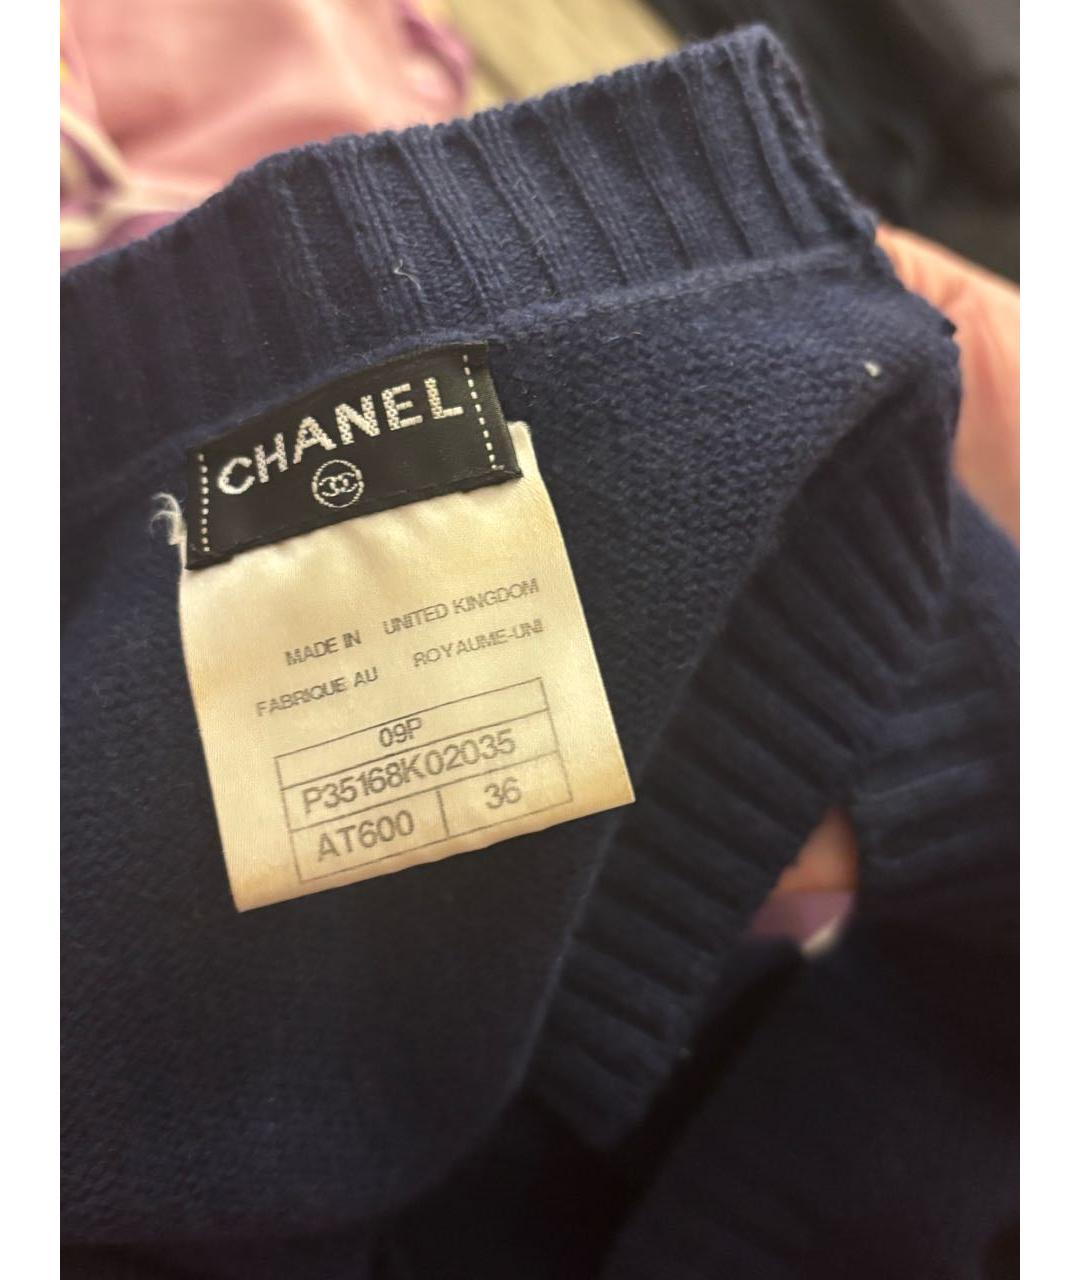 CHANEL
MADE IN UNITED KINGDOM
FABRIQUE AU ROYAUME-UNI
09P
P35168K02035
AT600 36